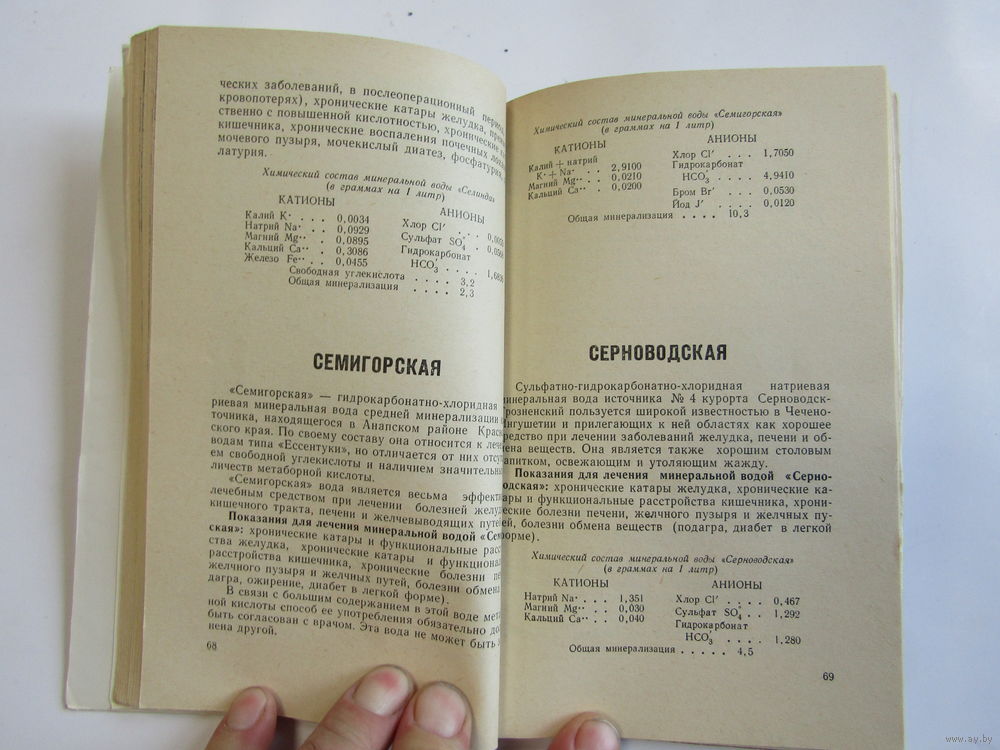 ческих заболеваний, в послеоперационный
кровопотерях), хронические катары желудка,
ственно с повышенной кислотностью, хронические
кишечника, хронические воспаления почечных
мочевого пузыря, мочекислый диатез, фосфатурия,
латурия.
Химический состав минеральной воды «Селинда»
(в граммах на 1 литр)
КАТИОНЫ АНИОНЫ
Калий К· . . . 0,0034 Хлор Cl′ . . .
Натрий Na· . . 0,0929 Сульфат SO₄″ .
Магний Mg·· . . 0,0895 Гидрокарбонат
Кальций Ca·· . . 0,3086 HCO₃′ . . . .
Железо Fe·· . . 0,0455
Свободная углекислота . . . . 3,2
Общая минерализация . . . . 2,3
СЕМИГОРСКАЯ
«Семигорская» — гидрокарбонатно-хлоридная
риевая минеральная вода средней минерализации
точника, находящегося в Анапском районе
ского края. По своему составу она относится к
водам типа «Ессентуки», но отличается от них
ем свободной углекислоты и наличием
личеств метаборной кислоты.
«Семигорская» вода является весьма
лечебным средством при лечении болезней
кишечного тракта, печени и желчевыводящих
Показания для лечения минеральной водой
ская»: хронические катары и функциональные
ства желудка, хронические катары и
расстройства кишечника, хронические болезни
желчного пузыря и желчных путей, болезни обмена
дагра, ожирение, диабет в легкой форме).
В связи с большим содержанием в этой воде
ной кислоты способ ее употребления обязательно
быть согласован с врачом. Эта вода не может быть
нена другой.
68
Химический состав минеральной воды «Семигорская»
(в граммах на 1 литр)
КАТИОНЫ АНИОНЫ
Калий + натрий Хлор Cl′ . . . . 1,7050
К· + Na· . . 2,9100 Гидрокарбонат
Магний Mg·· . . 0,0210 HCO₃′ . . . . 4,9410
Кальций Ca·· . . 0,0200 Бром Br′ . . . 0,0530
Йод J′ . . . . 0,0120
Общая минерализация . . . . 10,3
СЕРНОВОДСКАЯ
Сульфатно-гидрокарбонатно-хлоридная натриевая
минеральная вода источника № 4 курорта Серноводск-
Грозненский пользуется широкой известностью в Чечено-
Ингушетии и прилегающих к ней областях как хорошее
средство при лечении заболеваний желудка, печени и об-
мена веществ. Она является также хорошим столовым
напитком, освежающим и утоляющим жажду.
Показания для лечения минеральной водой «Серно-
водская»: хронические катары желудка, хронические ка-
тары и функциональные расстройства кишечника, хрони-
ческие болезни печени, желчного пузыря и желчных пу-
тей, болезни обмена веществ (подагра, диабет в легкой
форме).
Химический состав минеральной воды «Серноводская»
(в граммах на 1 литр)
КАТИОНЫ АНИОНЫ
Натрий Na· . . . 1,351 Хлор Cl′ . . . . 0,467
Магний Mg·· . . . 0,030 Сульфат SO₄″ . . 1,292
Кальций Ca·· . . 0,040 Гидрокарбонат
HCO₃′ . . . . 1,280
Общая минерализация . . . . . 4,5
69
www.ay.by